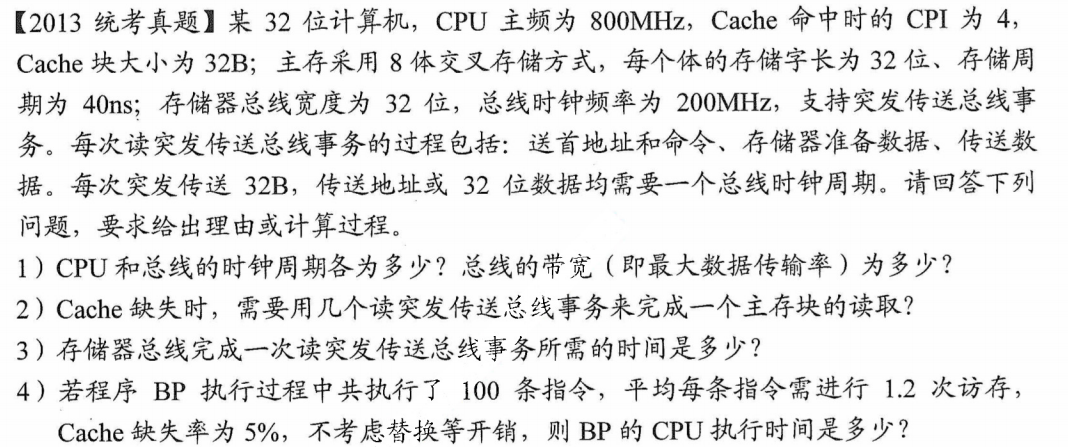 【2013 统考真题】某 32 位计算机，CPU 主频为 800MHz，Cache 命中时的 CPI 为 4，
Cache 块大小为 32B；主存采用 8 体交叉存储方式，每个体的存储字长为 32 位、存储周
期为 40ns；存储器总线宽度为 32 位，总线时钟频率为 200MHz，支持突发传送总线事
务。每次读突发传送总线事务的过程包括：送首地址和命令、存储器准备数据、传送数
据。每次突发传送 32B，传送地址或 32 位数据均需要一个总线时钟周期。请回答下列
问题，要求给出理由或计算过程。
1）CPU 和总线的时钟周期各为多少？总线的带宽（即最大数据传输率）为多少？
2）Cache 缺失时，需要用几个读突发传送总线事务来完成一个主存块的读取？
3）存储器总线完成一次读突发传送总线事务所需的时间是多少？
4）若程序 BP 执行过程中共执行了 100 条指令，平均每条指令需进行 1.2 次访存，
Cache 缺失率为 5%，不考虑替换等开销，则 BP 的 CPU 执行时间是多少？